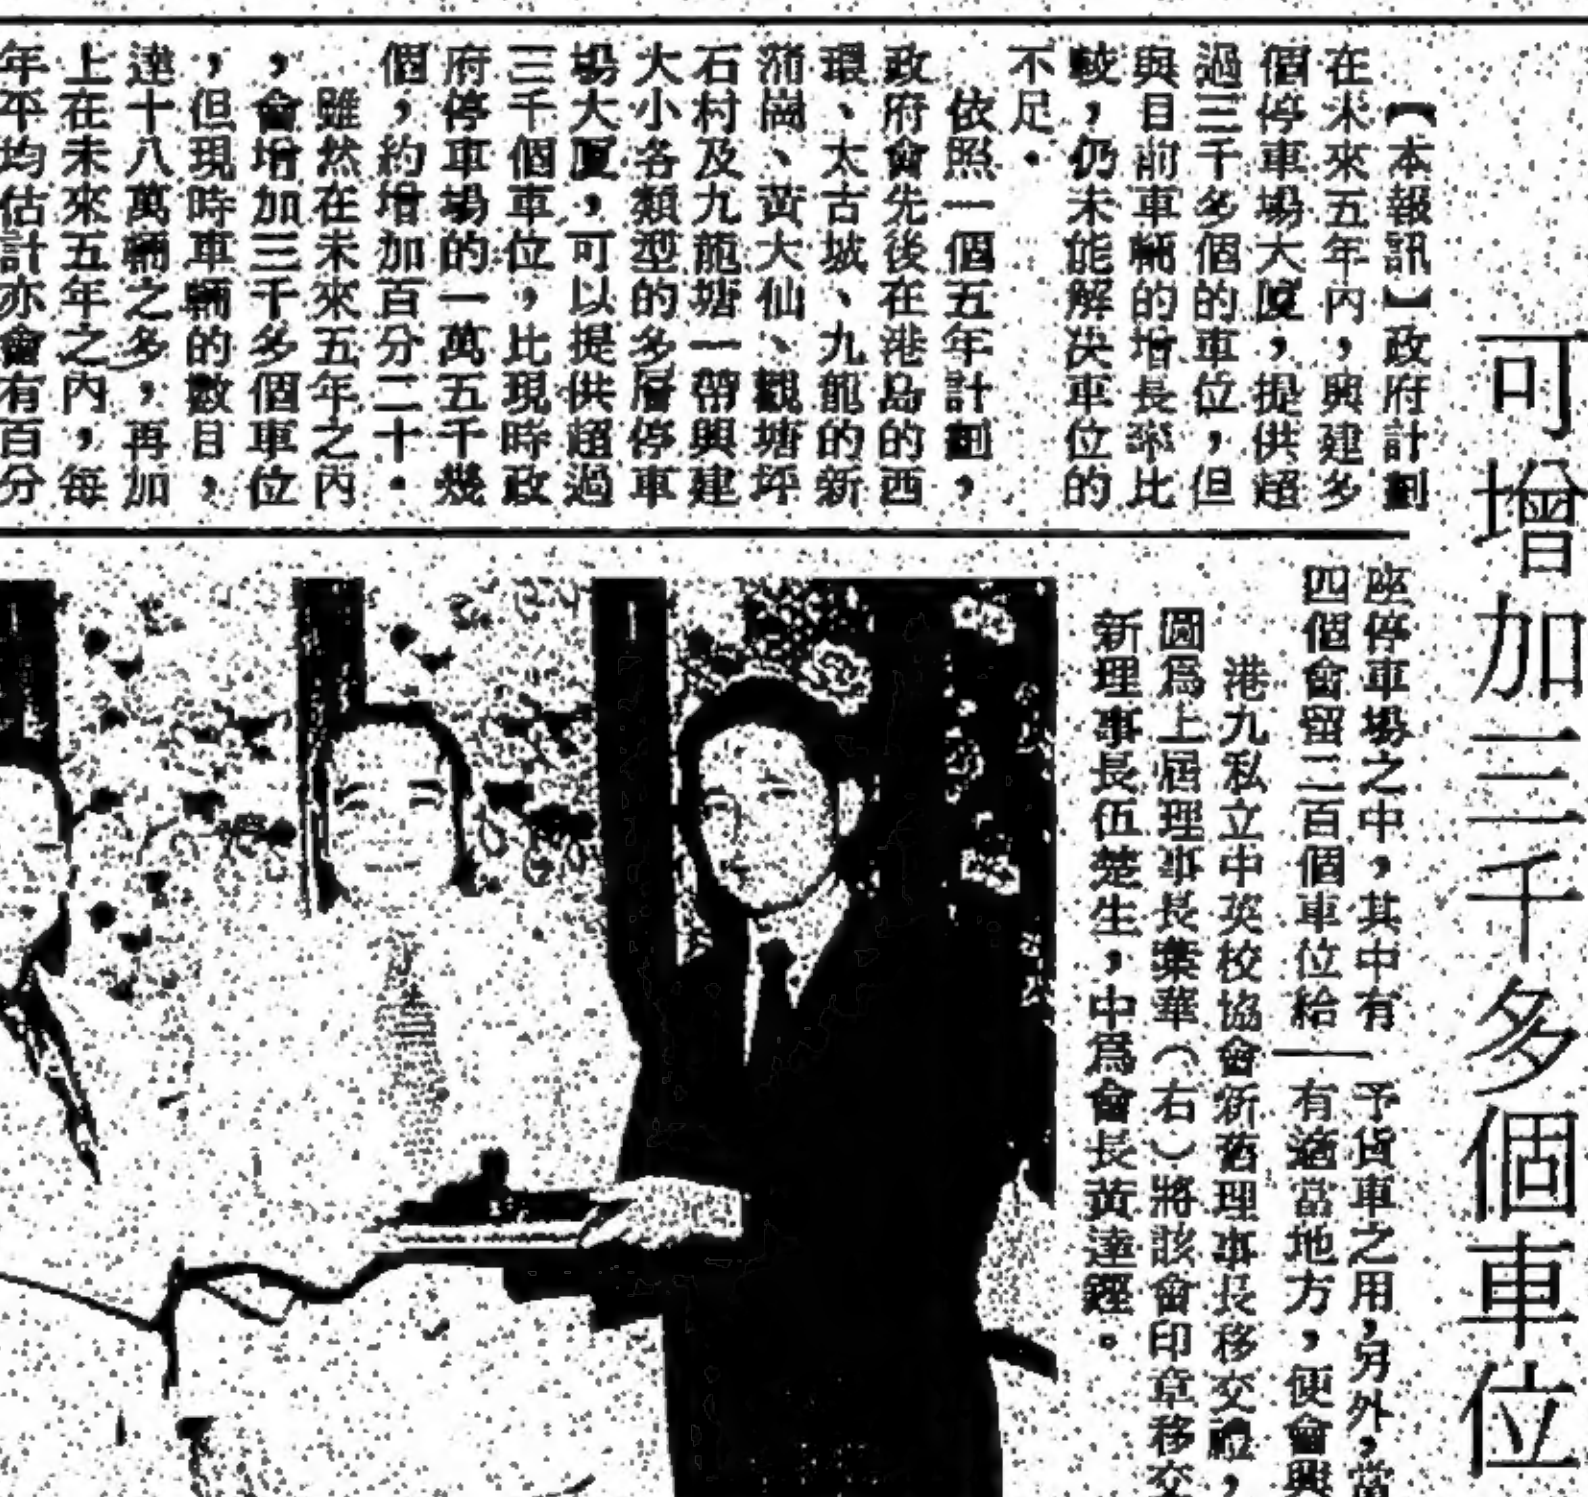 可增加三千多個車位
【本報訊】政府計劃
在未來五年內，興建多
個停車場大廈，提供超
過三千多個的車位，但
與目前車輛的增長率比
較，仍未能解决車位的
不足。
依照一個五年計劃，
政府會先後在港島的西
環、太古坡、九龍的新
蒲崗、黃大仙、觀塘坪
石村及九龍塘一帶興建
大小各類型的多層停車
場大廈，可以提供超過
三千個車位，比現時政
府停車場的一萬五千幾
個，約增加百分二十。
雖然在未來五年之內
，會增加三千多個車位
，但現時車輛的數目，
達十八萬輛之多，再加
上在未來五年之內，每
年平均估計亦會有百分
座停車場之中，其中有
四個會留二百個車位給
予貨車之用，另外，當
有適當地方，便會興
港九私立中英校協會新舊理事長移交禮，
圖爲上屆理事長葉華（右）將該會印章移交
新理事長伍楚生，中爲會長黃達鏗。